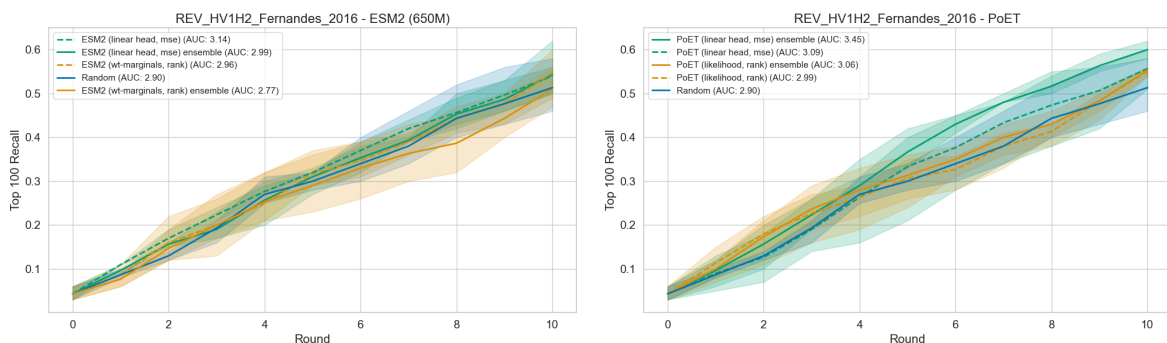 REV_HV1H2_Fernandes_2016 - ESM2 (650M)
ESM2 (linear head, mse) (AUC: 3.14)
ESM2 (linear head, mse) ensemble (AUC: 2.99)
ESM2 (wt-marginals, rank) (AUC: 2.96)
Random (AUC: 2.90)
ESM2 (wt-marginals, rank) ensemble (AUC: 2.77)
0.6
0.5
0.4
0.3
0.2
0.1
Top 100 Recall
0 2 4 6 8 10
Round
REV_HV1H2_Fernandes_2016 - PoET
PoET (linear head, mse) ensemble (AUC: 3.45)
PoET (linear head, mse) (AUC: 3.09)
PoET (likelihood, rank) ensemble (AUC: 3.06)
PoET (likelihood, rank) (AUC: 2.99)
Random (AUC: 2.90)
0.6
0.5
0.4
0.3
0.2
0.1
Top 100 Recall
0 2 4 6 8 10
Round